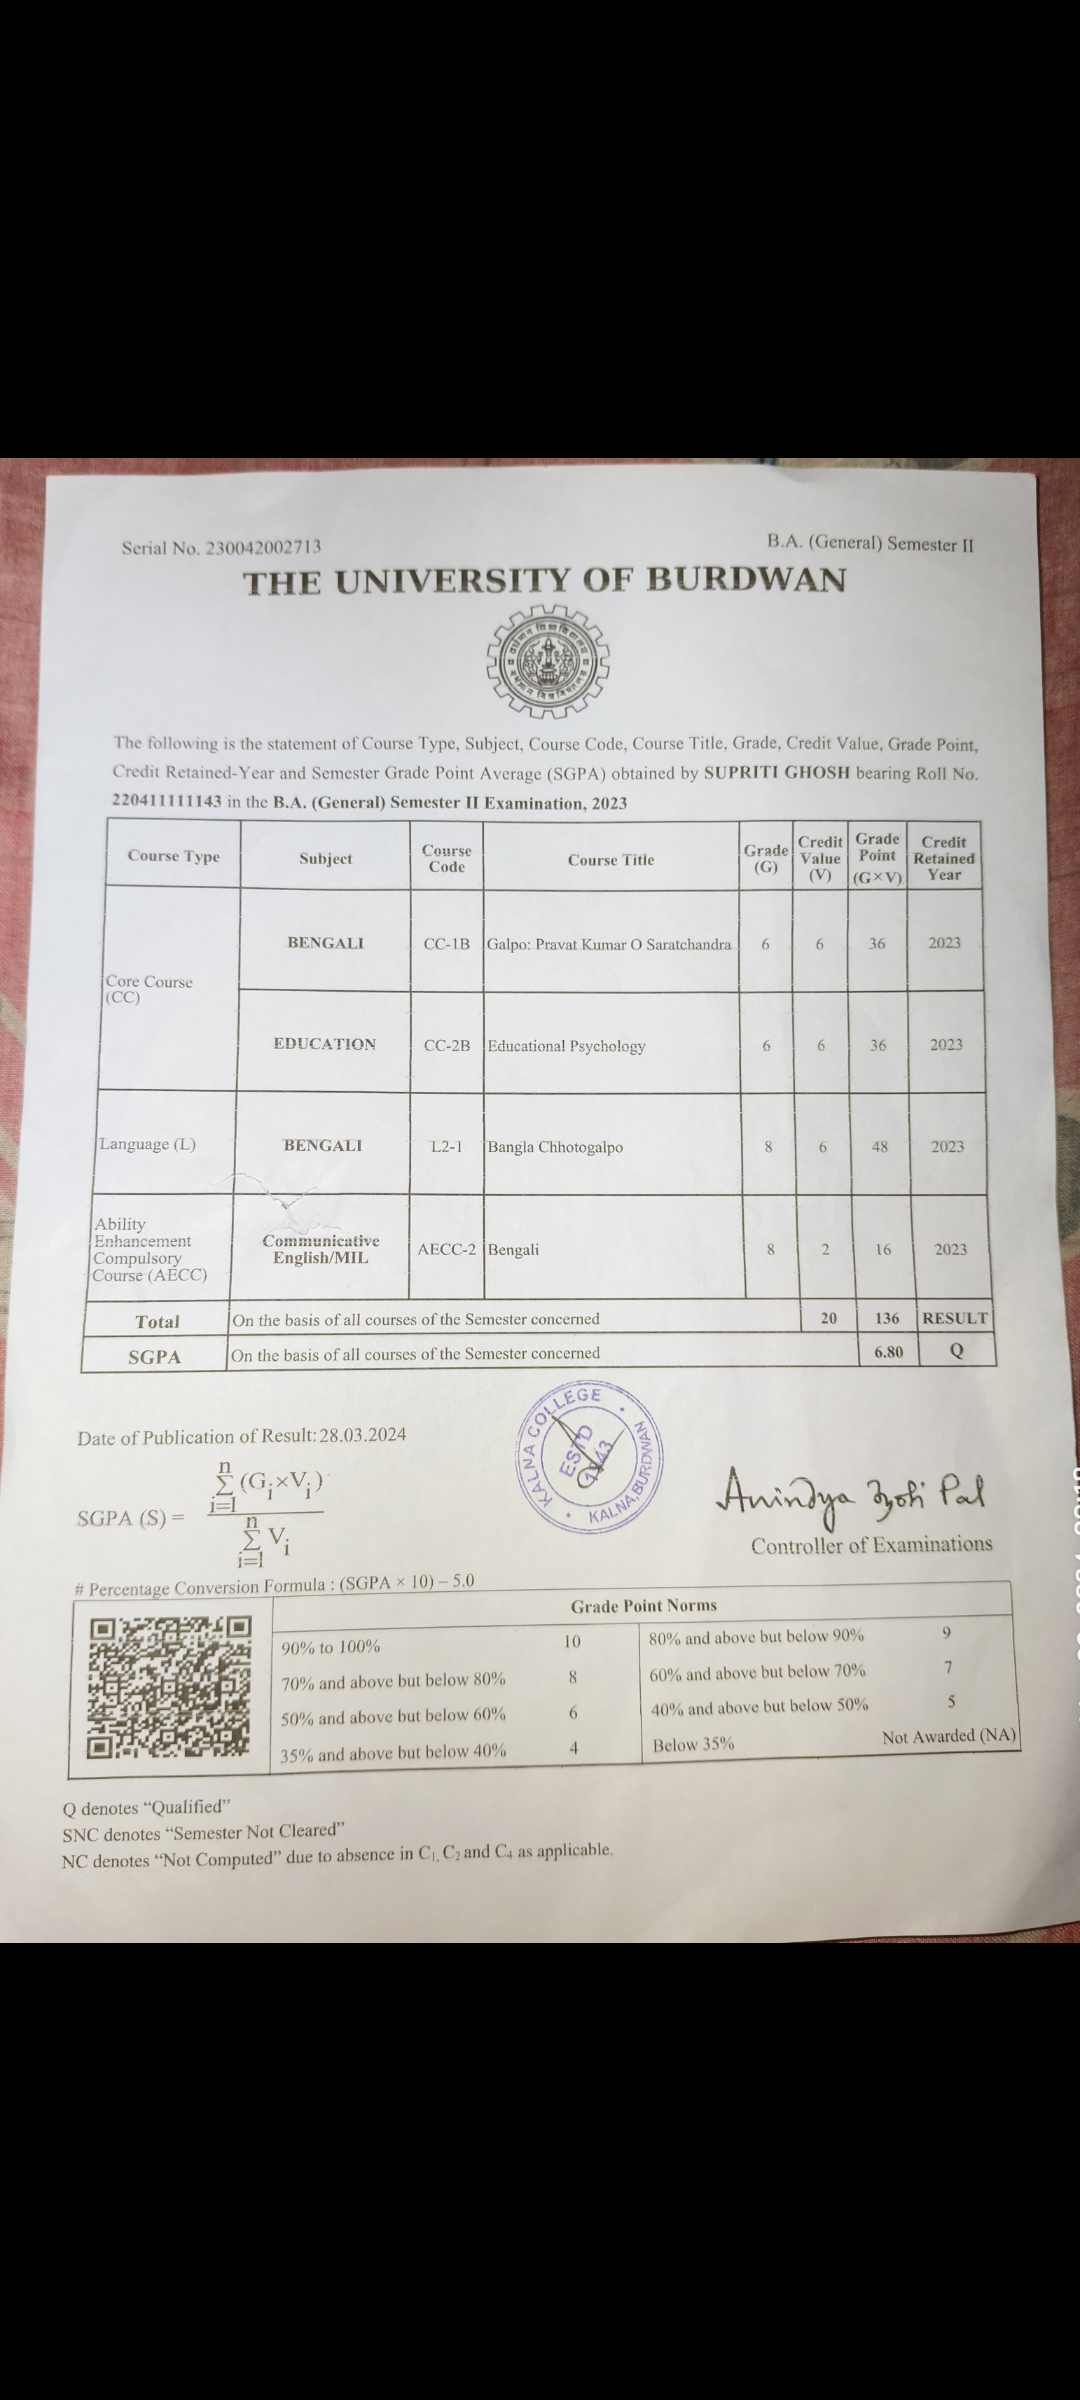 Serial No. 230042002713
B.A. (General) Semester II
THE UNIVERSITY OF BURDWAN
The following is the statement of Course Type, Subject, Course Code, Course Title, Grade, Credit Value, Grade Point,
Credit Retained-Year and Semester Grade Point Average (SGPA) obtained by SUPRITI GHOSH bearing Roll No.
220411111143 in the B.A. (General) Semester II Examination, 2023
Course Type Subject Course Code Course Title Grade (G) Credit Value (V) Grade Point (G×V) Credit Retained Year
Core Course (CC)
BENGALI CC-1B Galpo: Pravat Kumar O Saratchandra 6 6 36 2023
EDUCATION CC-2B Educational Psychology 6 6 36 2023
Language (L) BENGALI L2-1 Bangla Chhotogalpo 8 6 48 2023
Ability Enhancement Compulsory Course (AECC) Communicative English/MIL AECC-2 Bengali 8 2 16 2023
Total On the basis of all courses of the Semester concerned 20 136 RESULT
SGPA On the basis of all courses of the Semester concerned 6.80 Q
Date of Publication of Result: 28.03.2024
KALNA COLLEGE
ESTD
KALNA, BURDWAN
SGPA (S) = n Σ i=1 (Gi×Vi) / n Σ i=1 Vi
Anindya Jyoti Pal
Controller of Examinations
# Percentage Conversion Formula : (SGPA × 10) – 5.0
Grade Point Norms
90% to 100% 10 80% and above but below 90% 9
70% and above but below 80% 8 60% and above but below 70% 7
50% and above but below 60% 6 40% and above but below 50% 5
35% and above but below 40% 4 Below 35% Not Awarded (NA)
Q denotes “Qualified”
SNC denotes “Semester Not Cleared”
NC denotes “Not Computed” due to absence in C1, C2 and C4 as applicable.